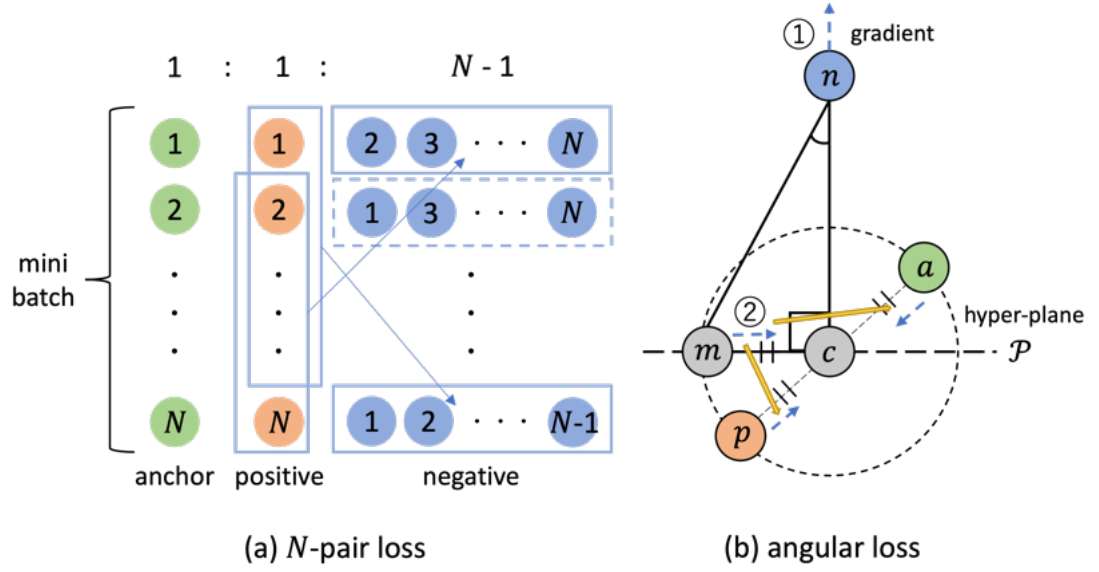 1 : 1 : N - 1
mini
batch
1 1 2 3 · · · N
2 2 1 3 · · · N
N N 1 2 · · · N-1
anchor positive negative
(a) N-pair loss
① gradient
n
a
hyper-plane
②
m c 𝒫
p
(b) angular loss